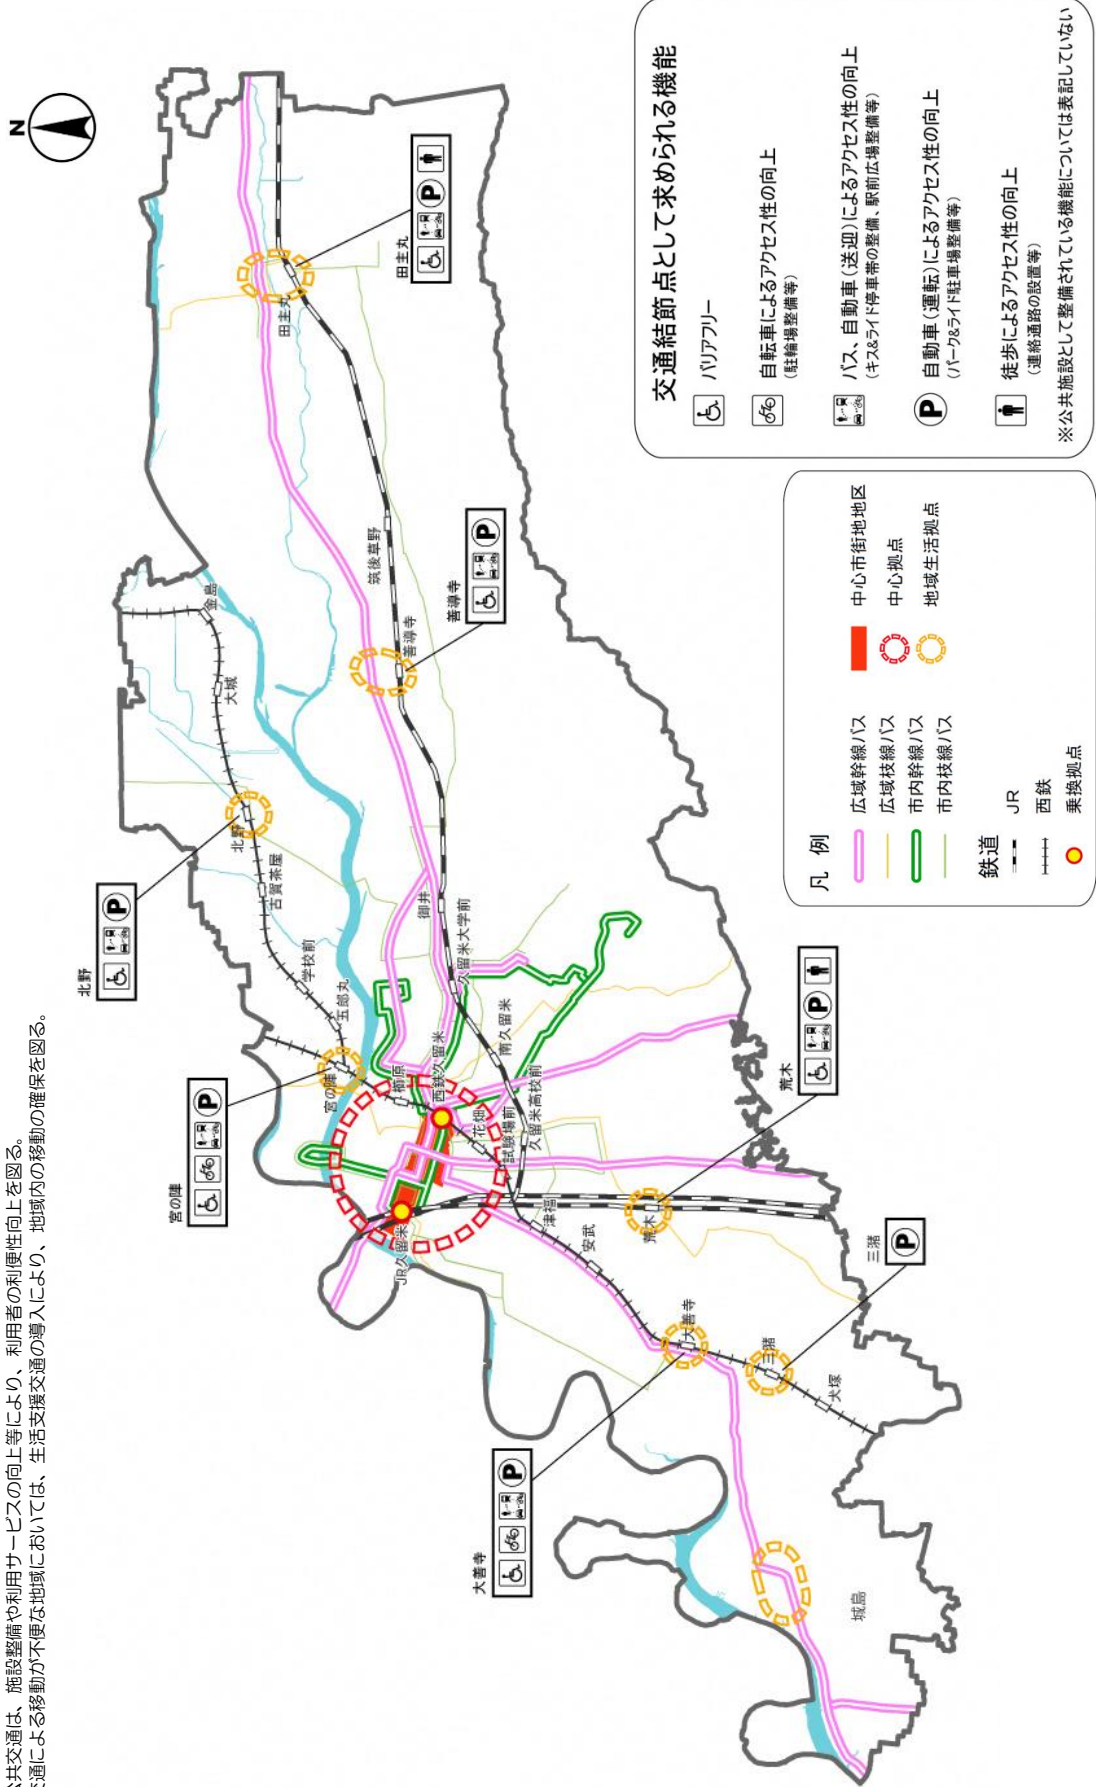 公共交通は、施設整備や利用サービスの向上等により、利用者の利便性向上を図る。
交通による移動が不便な地域においては、生活支援交通の導入により、地域内の移動の確保を図る。
N
北野
P
宮の陣
P
田主丸
P
善導寺
P
大善寺
P
荒木
P
三潴
P
金島
大城
北野
古賀茶屋
学校前
五郎丸
宮の陣
櫛原
西鉄久留米
花畑
試験場前
津福
安武
大善寺
三潴
犬塚
城島
JR久留米
荒木
久留米高校前
南久留米
久留米大学前
御井
善導寺
筑後草野
田主丸
凡 例
広域幹線バス
広域枝線バス
市内幹線バス
市内枝線バス
鉄道
JR
西鉄
乗換拠点
中心市街地地区
中心拠点
地域生活拠点
交通結節点として求められる機能
バリアフリー
自転車によるアクセス性の向上
(駐輪場整備等)
バス、自動車(送迎)によるアクセス性の向上
(キス&ライド停車帯の整備、駅前広場整備等)
P
自動車(運転)によるアクセス性の向上
(パーク&ライド駐車場整備等)
徒歩によるアクセス性の向上
(連絡通路の設置等)
※公共施設として整備されている機能については表記していない